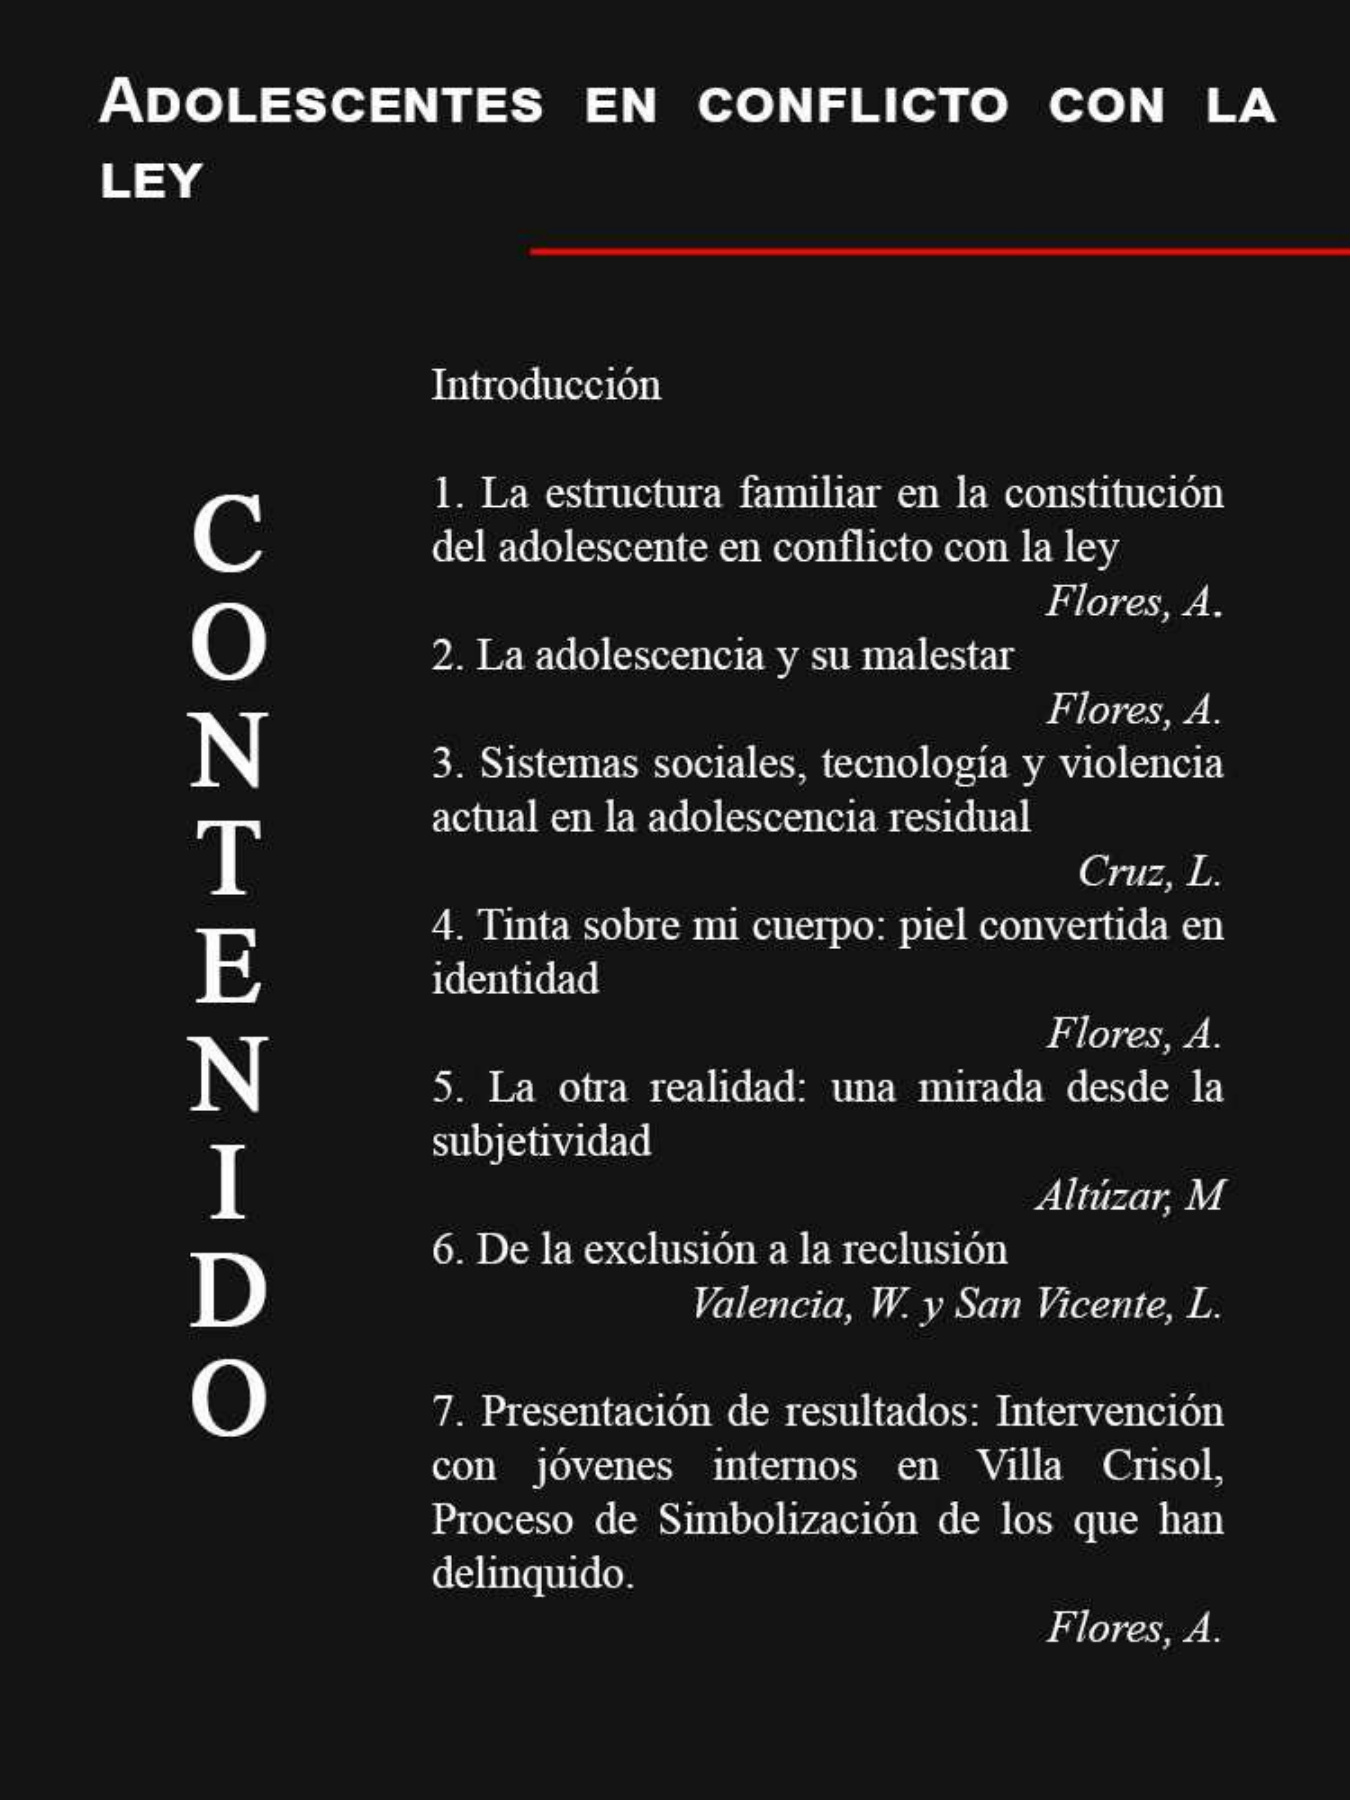 ADOLESCENTES EN CONFLICTO CON LA
LEY
CONTENIDO
Introducción
1. La estructura familiar en la constitución
del adolescente en conflicto con la ley
Flores, A.
2. La adolescencia y su malestar
Flores, A.
3. Sistemas sociales, tecnología y violencia
actual en la adolescencia residual
Cruz, L.
4. Tinta sobre mi cuerpo: piel convertida en
identidad
Flores, A.
5. La otra realidad: una mirada desde la
subjetividad
Altúzar, M
6. De la exclusión a la reclusión
Valencia, W. y San Vicente, L.
7. Presentación de resultados: Intervención
con jóvenes internos en Villa Crisol,
Proceso de Simbolización de los que han
delinquido.
Flores, A.